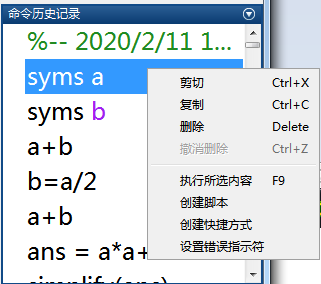 命令历史记录
%-- 2020/2/11 1...
syms a
syms b
a+b
b=a/2
a+b
ans = a*a+
剪切 Ctrl+X
复制 Ctrl+C
删除 Delete
撤消删除 Ctrl+Z
执行所选内容 F9
创建脚本
创建快捷方式
设置错误指示符